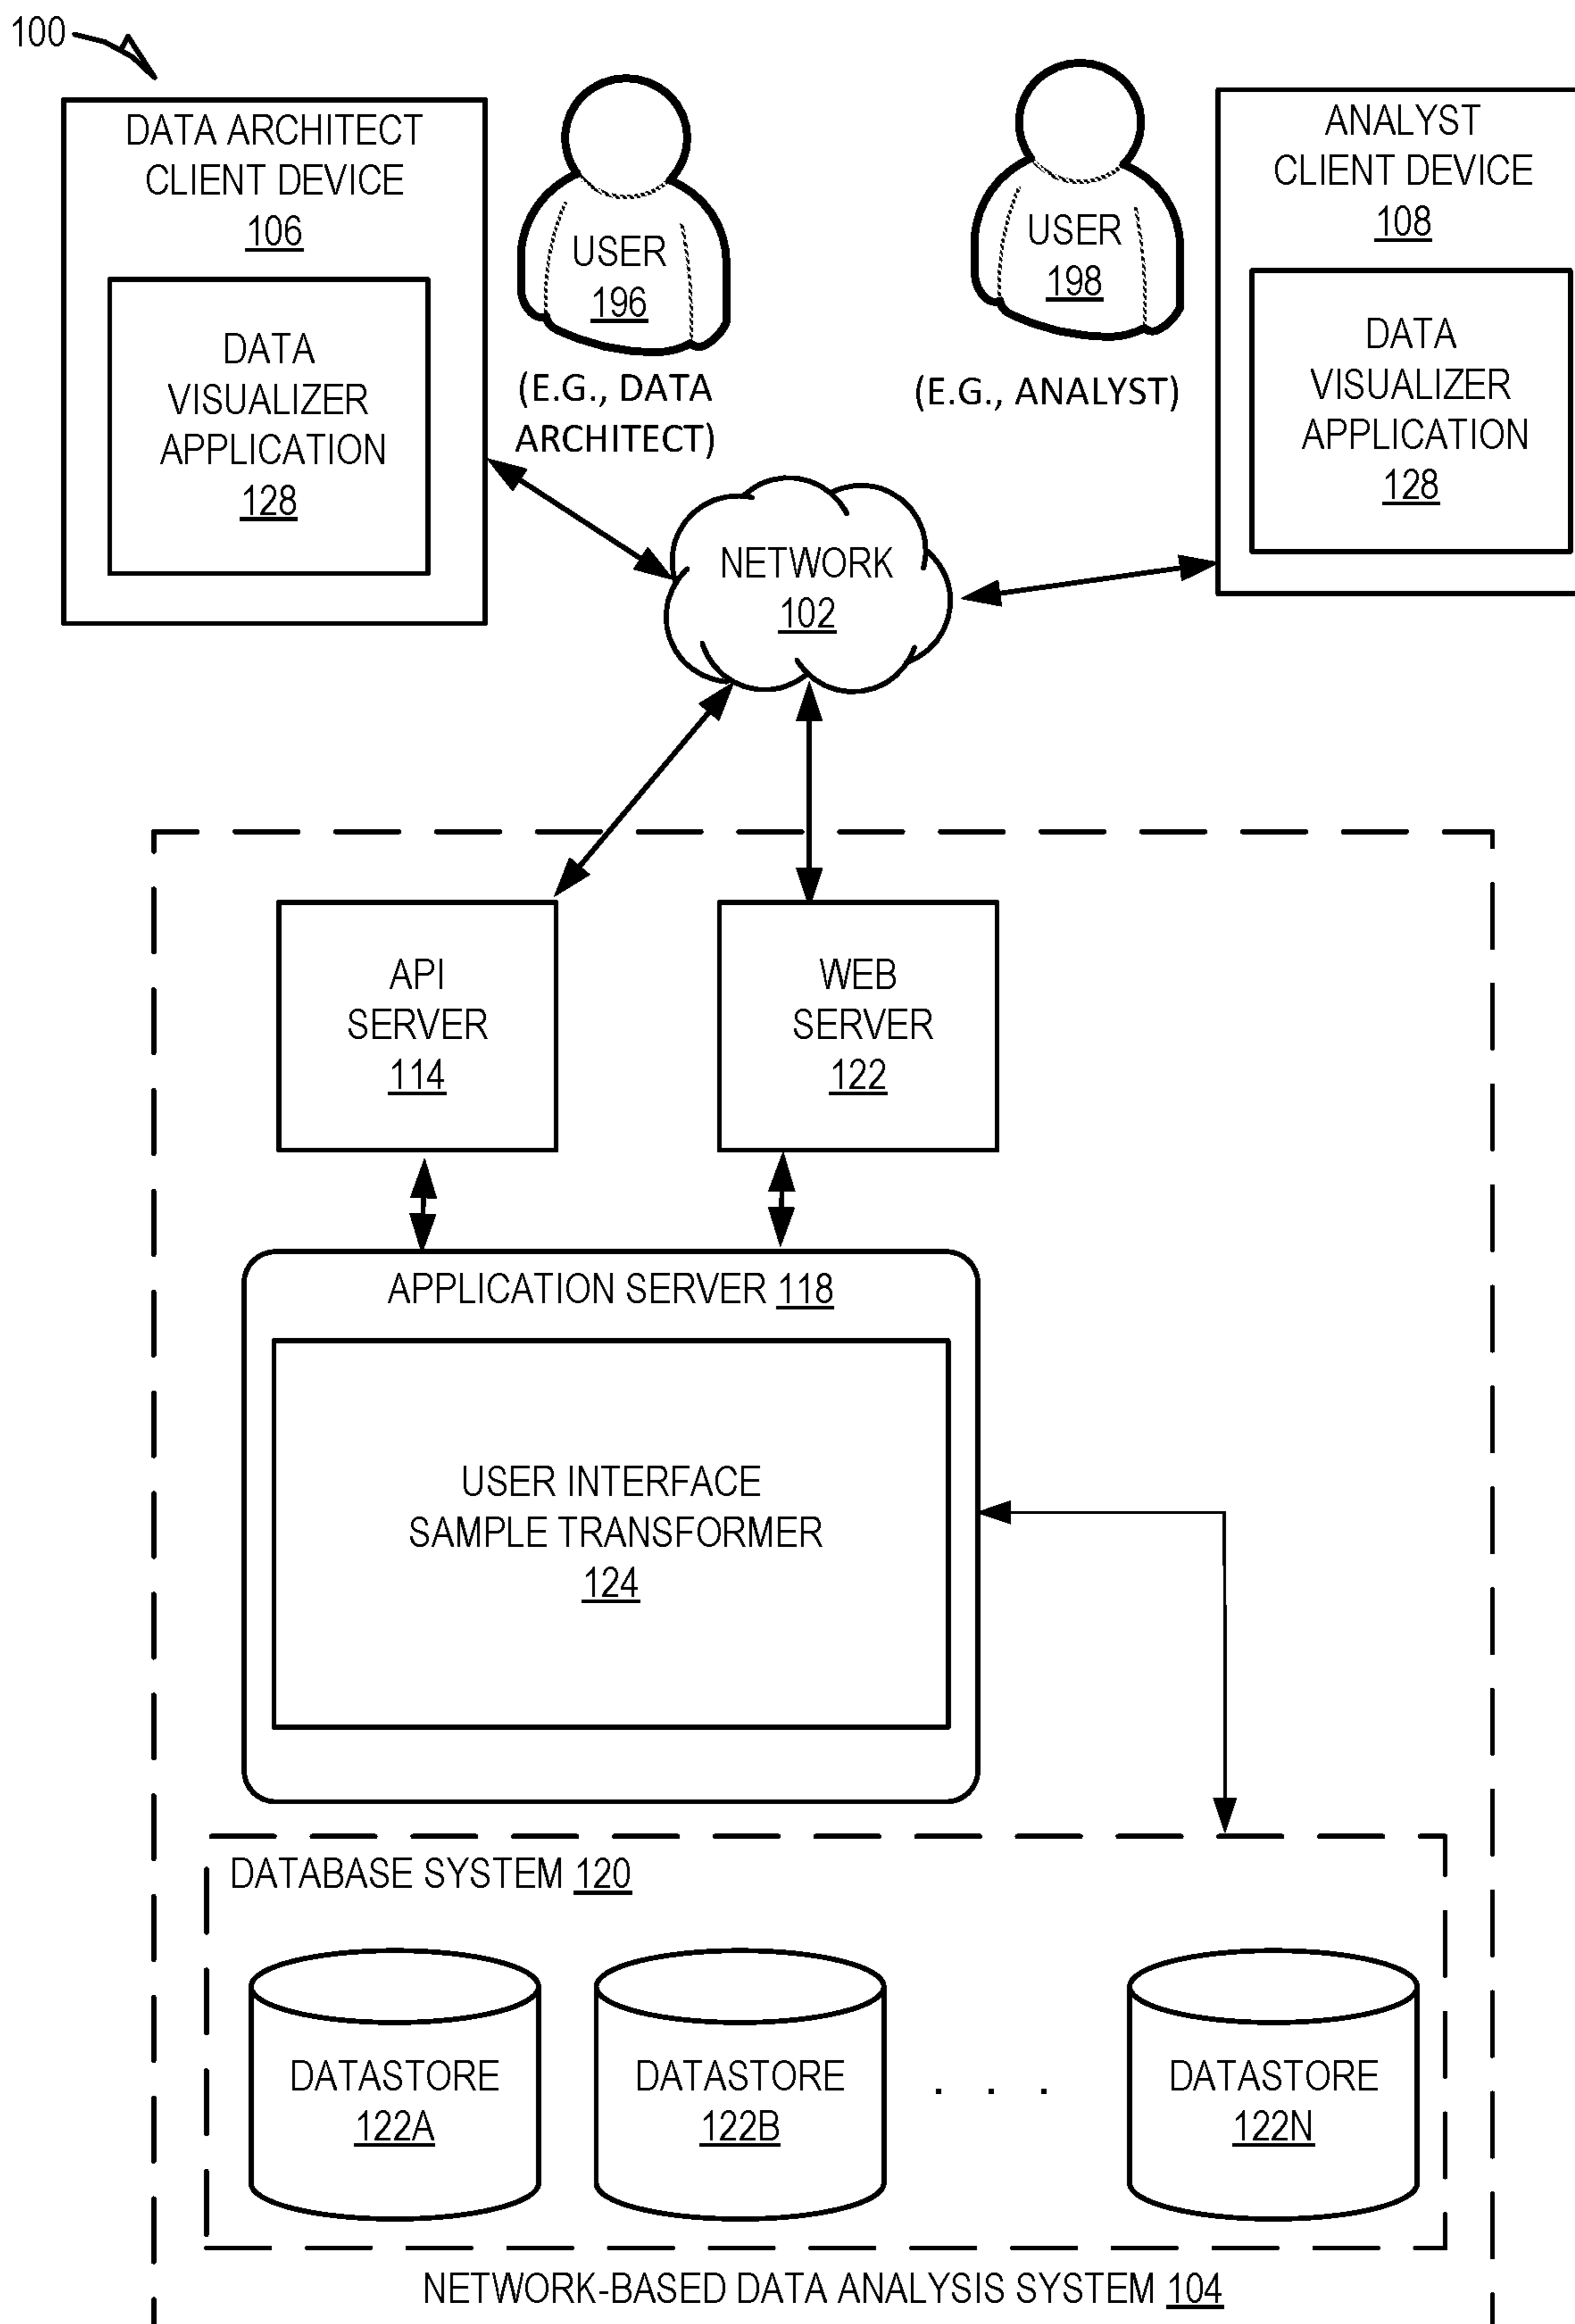 100
DATA ARCHITECT
CLIENT DEVICE
106
DATA
VISUALIZER
APPLICATION
128
USER
196
(E.G., DATA
ARCHITECT)
USER
198
(E.G., ANALYST)
ANALYST
CLIENT DEVICE
108
DATA
VISUALIZER
APPLICATION
128
NETWORK
102
API
SERVER
114
WEB
SERVER
122
APPLICATION SERVER 118
USER INTERFACE
SAMPLE TRANSFORMER
124
DATABASE SYSTEM 120
DATASTORE
122A
DATASTORE
122B
. . .
DATASTORE
122N
NETWORK-BASED DATA ANALYSIS SYSTEM 104